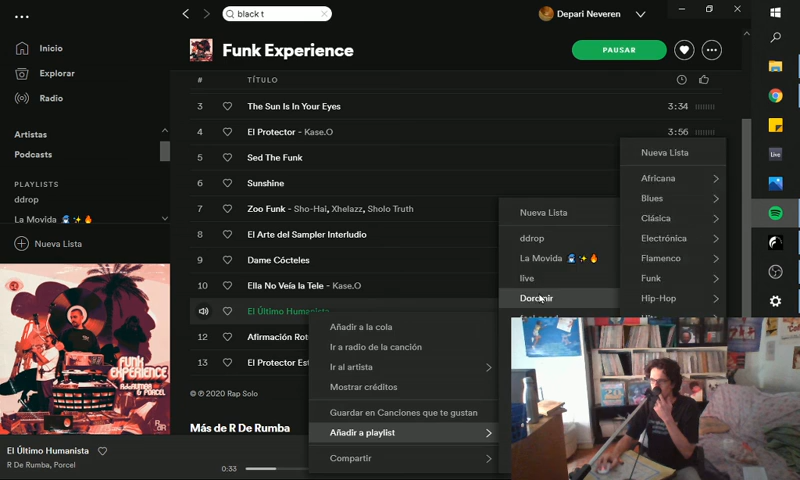 black t
Depari Neveren
Funk Experience
PAUSAR
Inicio
Explorar
Radio
Artistas
Podcasts
PLAYLISTS
ddrop
La Movida
Nueva Lista
# TÍTULO
3 The Sun Is In Your Eyes 3:34
4 El Protector - Kase.O 3:56
5 Sed The Funk
6 Sunshine
7 Zoo Funk - Sho-Hai, Xhelazz, Sholo Truth
8 El Arte del Sampler Interludio
9 Dame Cócteles
10 Ella No Veía la Tele - Kase.O
El Último Humanista
12 Afirmación Rot
13 El Protector Est
℗ 2020 Rap Solo
Más de R De Rumba
Añadir a la cola
Ir a radio de la canción
Ir al artista
Mostrar créditos
Guardar en Canciones que te gustan
Añadir a playlist
Compartir
Nueva Lista
ddrop
La Movida
live
Dormir
Nueva Lista
Africana
Blues
Clásica
Electrónica
Flamenco
Funk
Hip-Hop
live
FUNK
EXPERIENCE
El Último Humanista
R De Rumba, Porcel
0:33